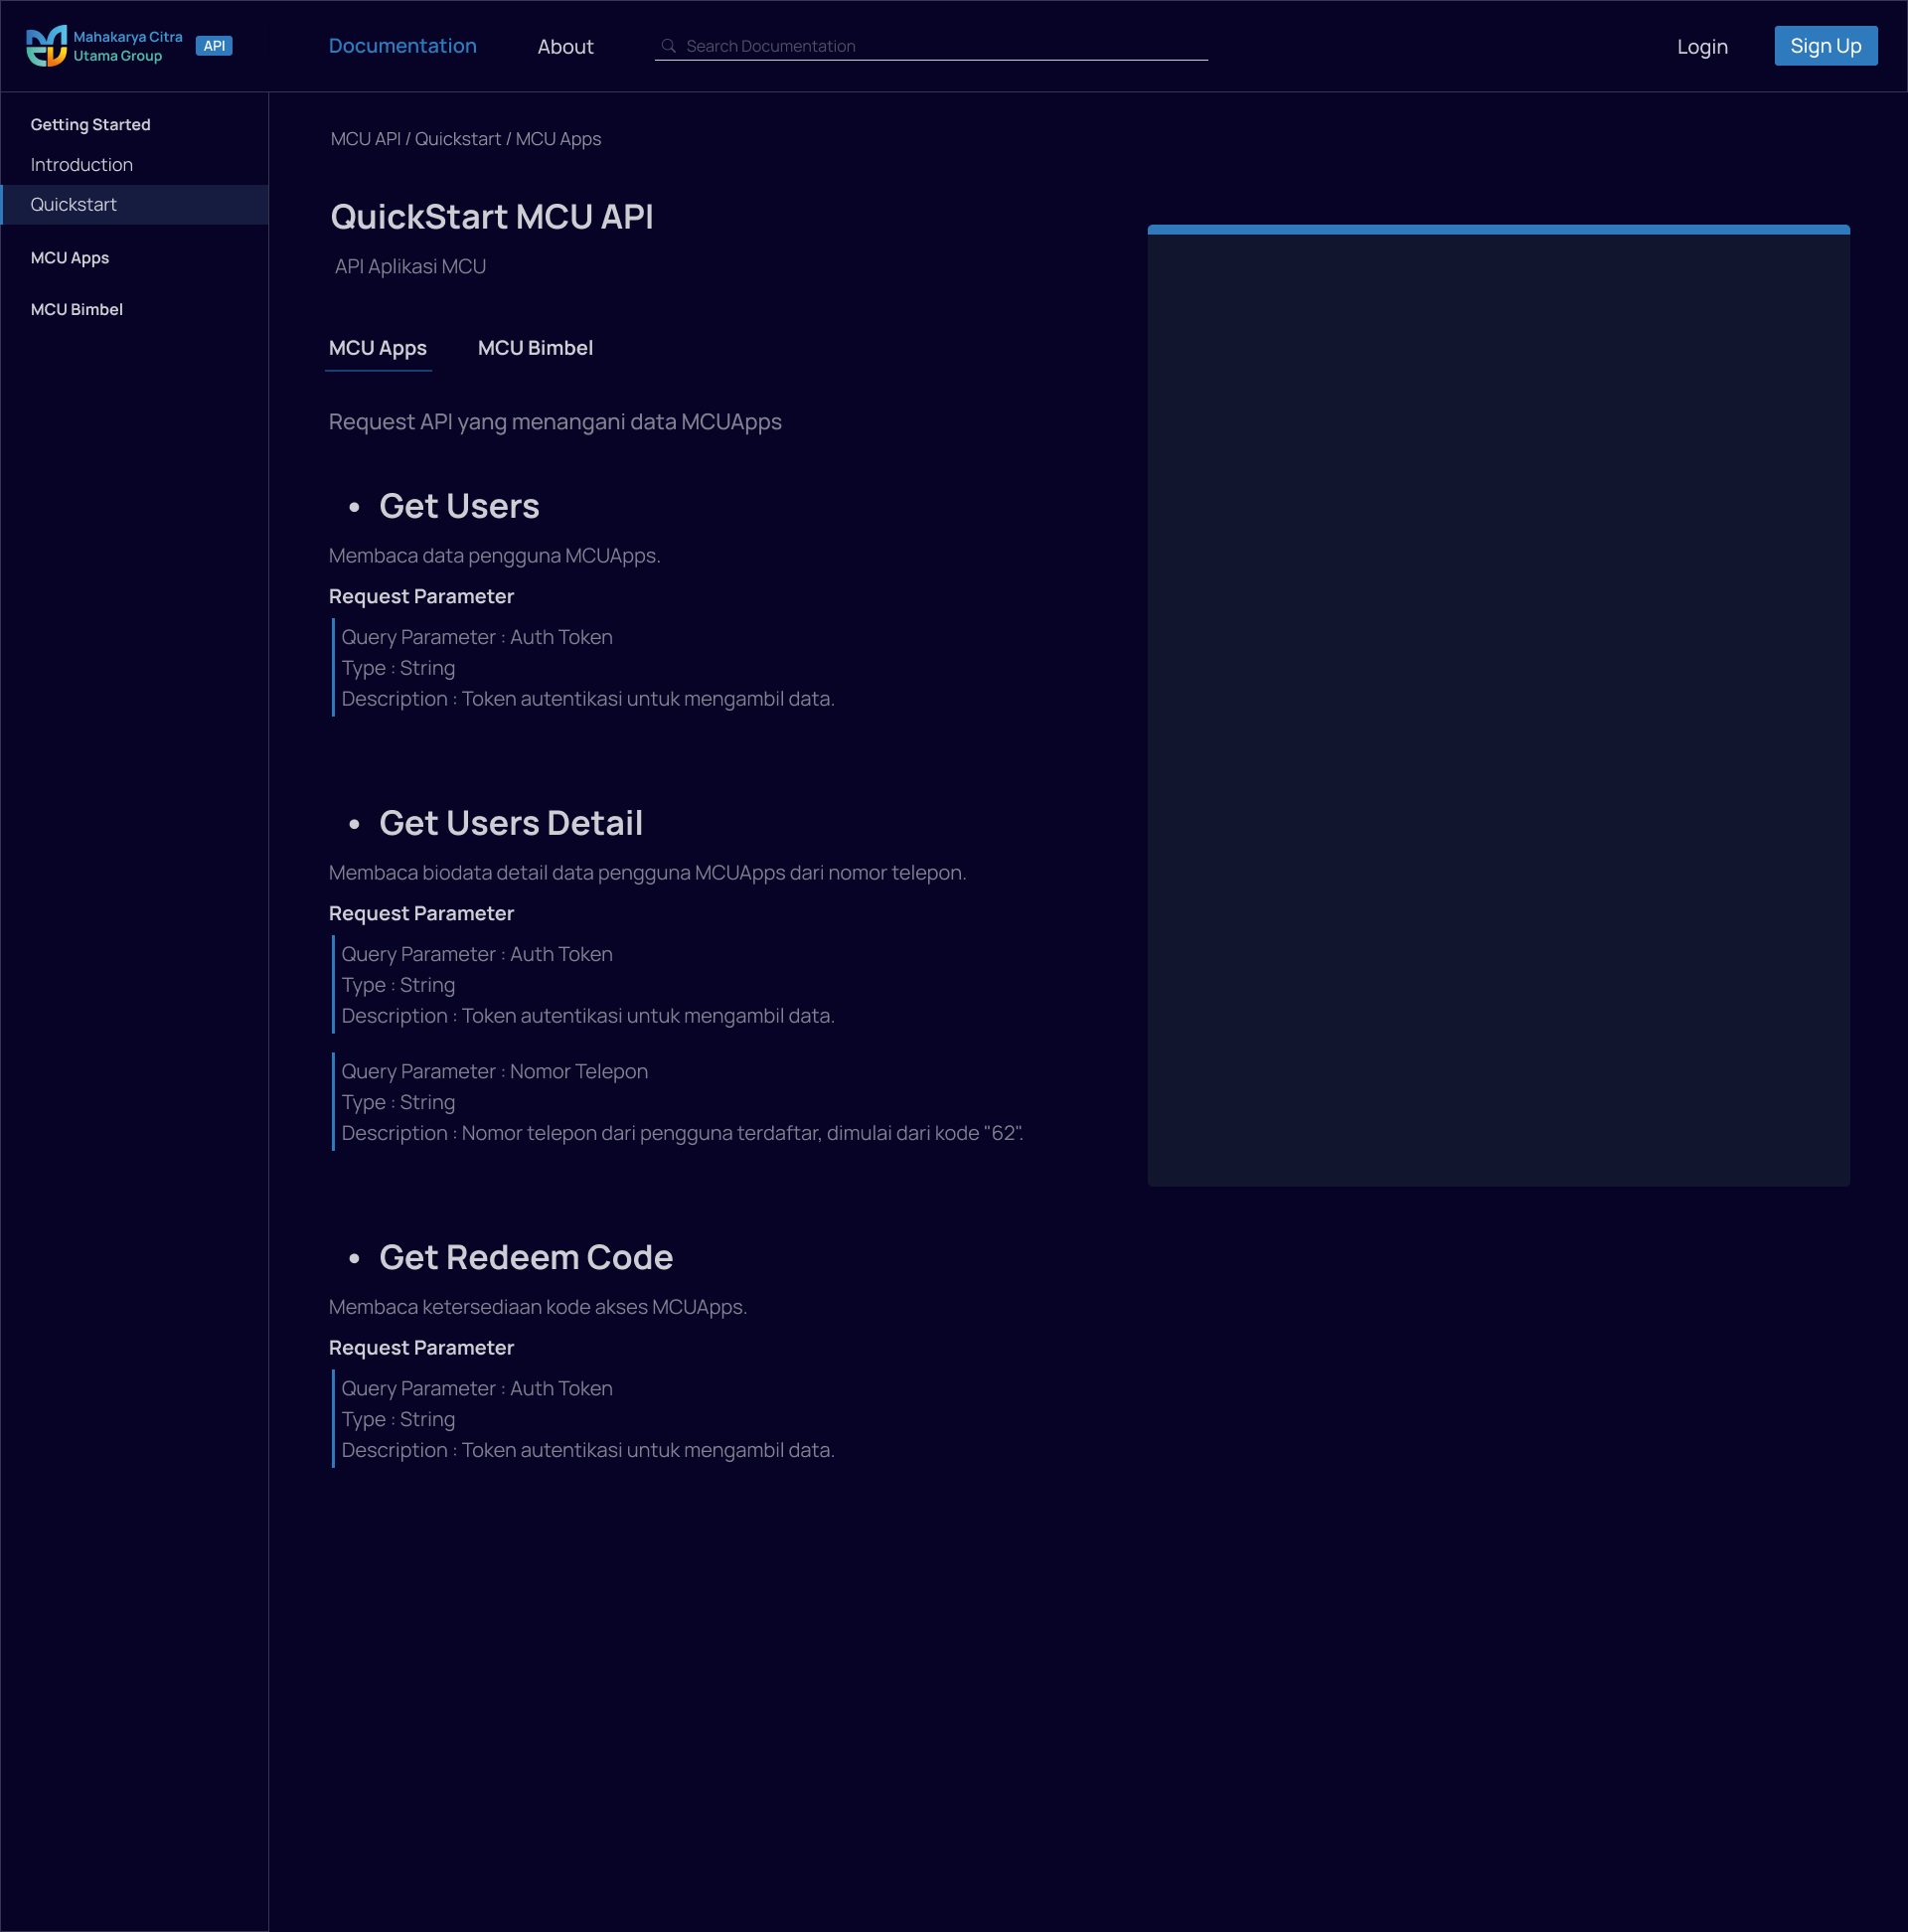 Mahakarya Citra
Utama Group
API
Documentation
About
Search Documentation
Login
Sign Up
Getting Started
Introduction
Quickstart
MCU Apps
MCU Bimbel
MCU API / Quickstart / MCU Apps
QuickStart MCU API
API Aplikasi MCU
MCU Apps
MCU Bimbel
Request API yang menangani data MCUApps
• Get Users
Membaca data pengguna MCUApps.
Request Parameter
Query Parameter : Auth Token
Type : String
Description : Token autentikasi untuk mengambil data.
• Get Users Detail
Membaca biodata detail data pengguna MCUApps dari nomor telepon.
Request Parameter
Query Parameter : Auth Token
Type : String
Description : Token autentikasi untuk mengambil data.
Query Parameter : Nomor Telepon
Type : String
Description : Nomor telepon dari pengguna terdaftar, dimulai dari kode "62".
• Get Redeem Code
Membaca ketersediaan kode akses MCUApps.
Request Parameter
Query Parameter : Auth Token
Type : String
Description : Token autentikasi untuk mengambil data.